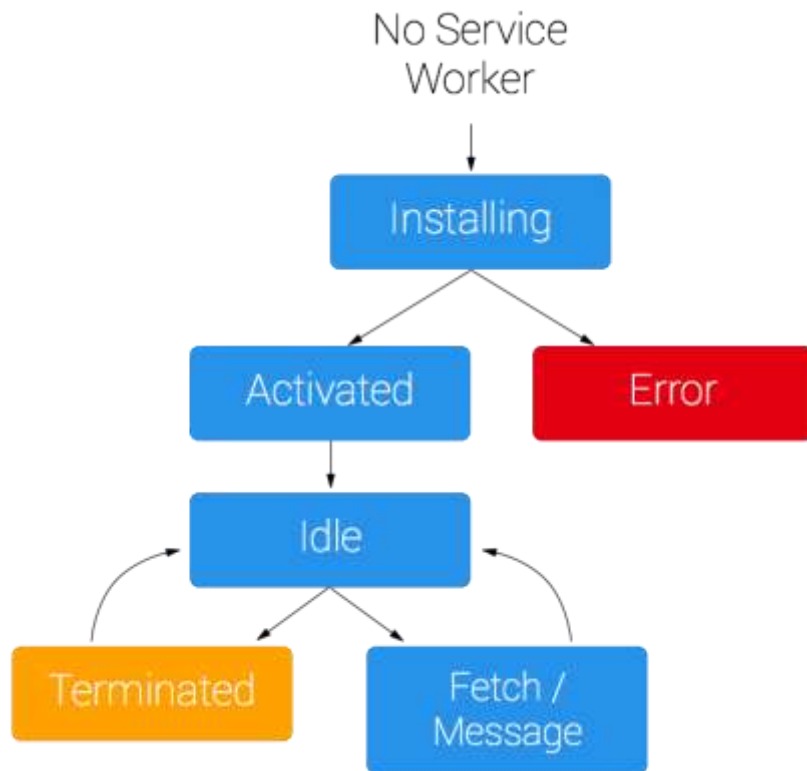 No Service
Worker
Installing
Activated
Error
Idle
Terminated
Fetch /
Message